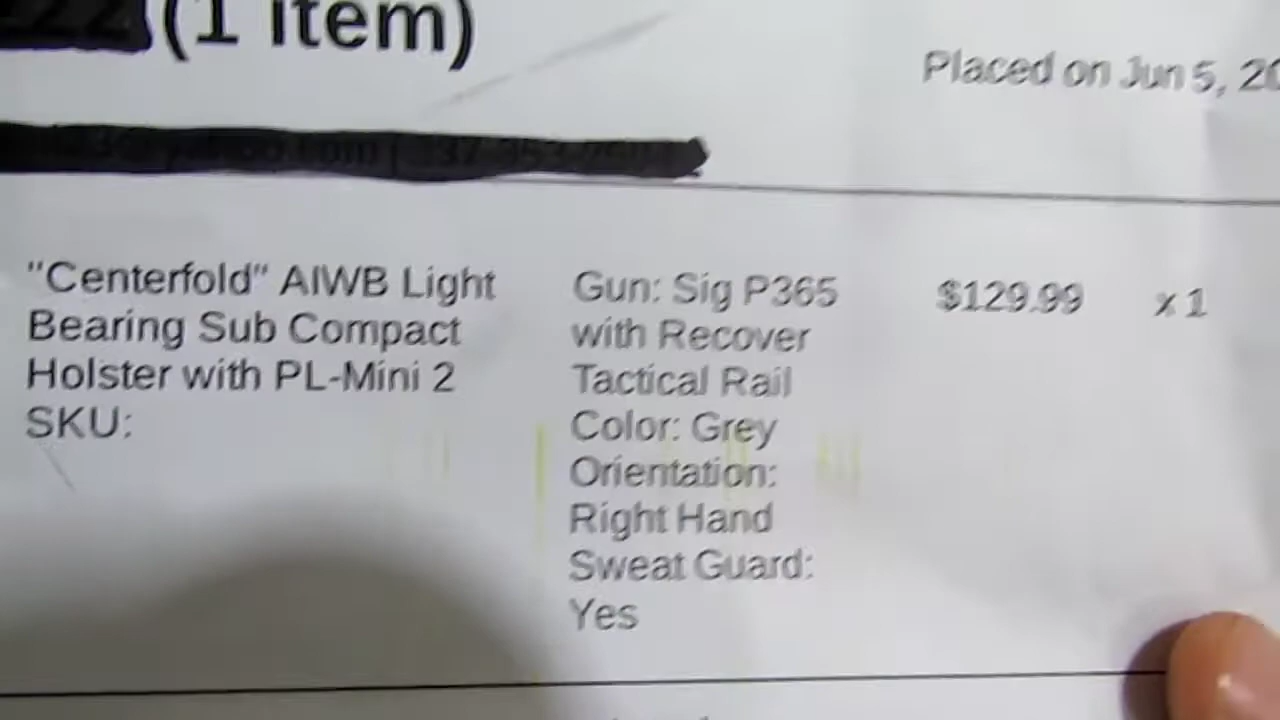 (1 item)
Placed on Jun 5, 20
"Centerfold" AIWB Light
Bearing Sub Compact
Holster with PL-Mini 2
SKU:
Gun: Sig P365
with Recover
Tactical Rail
Color: Grey
Orientation:
Right Hand
Sweat Guard:
Yes
$129.99
x 1